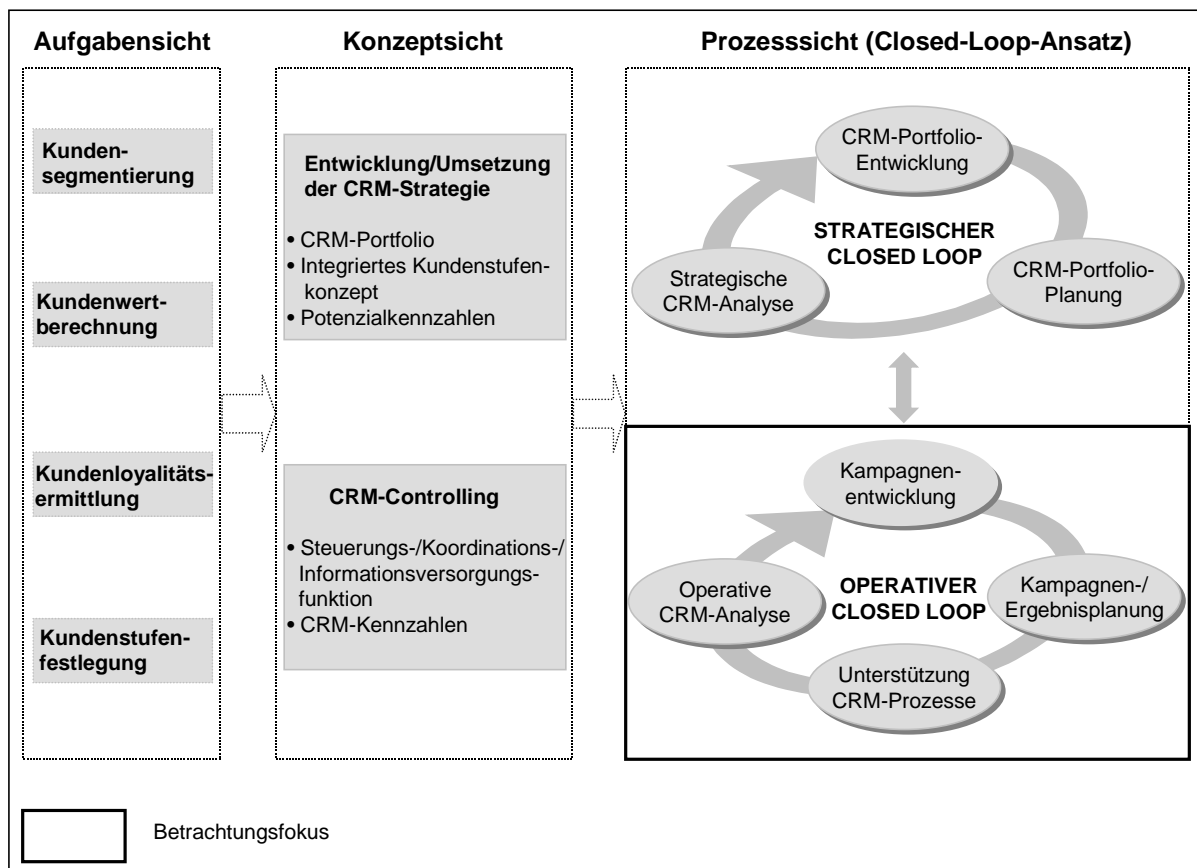 Aufgabensicht
Kunden-
segmentierung
Kundenwert-
berechnung
Kundenloyalitäts-
ermittlung
Kundenstufen-
festlegung
Konzeptsicht
Entwicklung/Umsetzung
der CRM-Strategie
• CRM-Portfolio
• Integriertes Kundenstufen-
konzept
• Potenzialkennzahlen
CRM-Controlling
• Steuerungs-/Koordinations-/
Informationsversorgungs-
funktion
• CRM-Kennzahlen
Prozesssicht (Closed-Loop-Ansatz)
CRM-Portfolio-
Entwicklung
STRATEGISCHER
CLOSED LOOP
Strategische
CRM-Analyse
CRM-Portfolio-
Planung
Kampagnen-
entwicklung
Operative
CRM-Analyse
OPERATIVER
CLOSED LOOP
Kampagnen-/
Ergebnisplanung
Unterstützung
CRM-Prozesse
Betrachtungsfokus